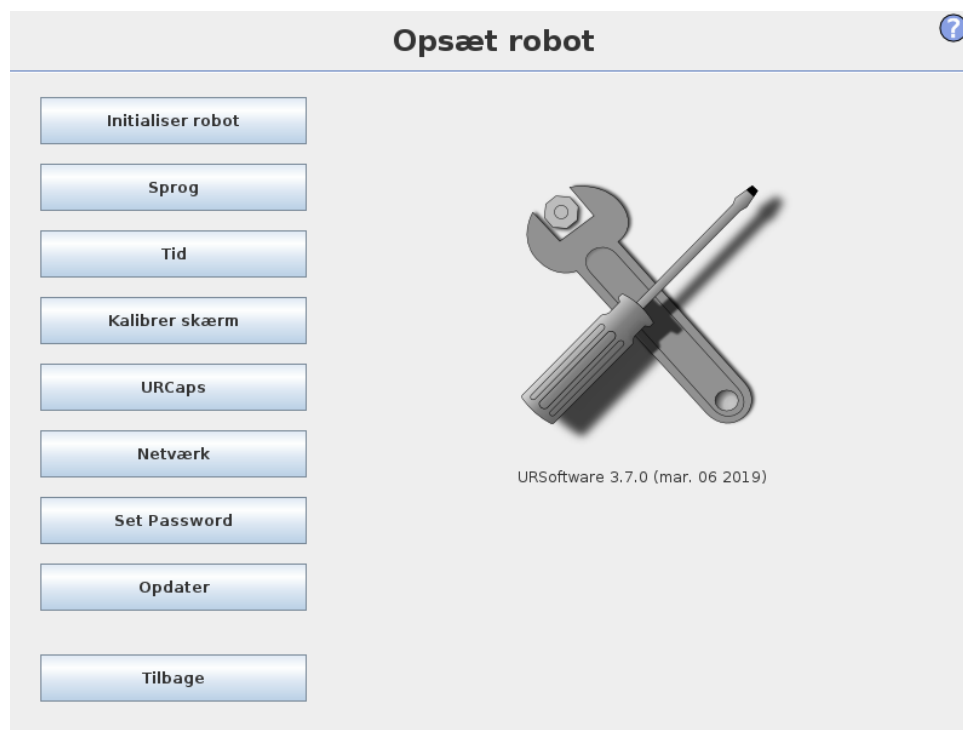 Opsæt robot
?
Initialiser robot
Sprog
Tid
Kalibrer skærm
URCaps
Netværk
Set Password
Opdater
Tilbage
URSoftware 3.7.0 (mar. 06 2019)